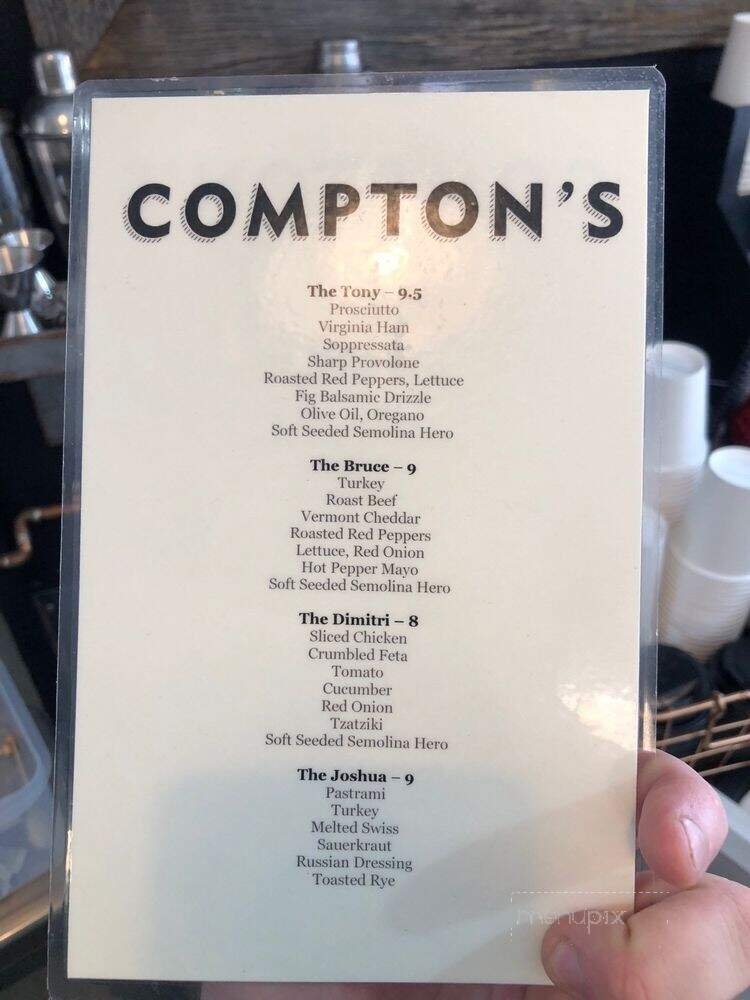 COMPTON'S
The Tony – 9.5
Prosciutto
Virginia Ham
Soppressata
Sharp Provolone
Roasted Red Peppers, Lettuce
Fig Balsamic Drizzle
Olive Oil, Oregano
Soft Seeded Semolina Hero
The Bruce – 9
Turkey
Roast Beef
Vermont Cheddar
Roasted Red Peppers
Lettuce, Red Onion
Hot Pepper Mayo
Soft Seeded Semolina Hero
The Dimitri – 8
Sliced Chicken
Crumbled Feta
Tomato
Cucumber
Red Onion
Tzatziki
Soft Seeded Semolina Hero
The Joshua – 9
Pastrami
Turkey
Melted Swiss
Sauerkraut
Russian Dressing
Toasted Rye
menupix